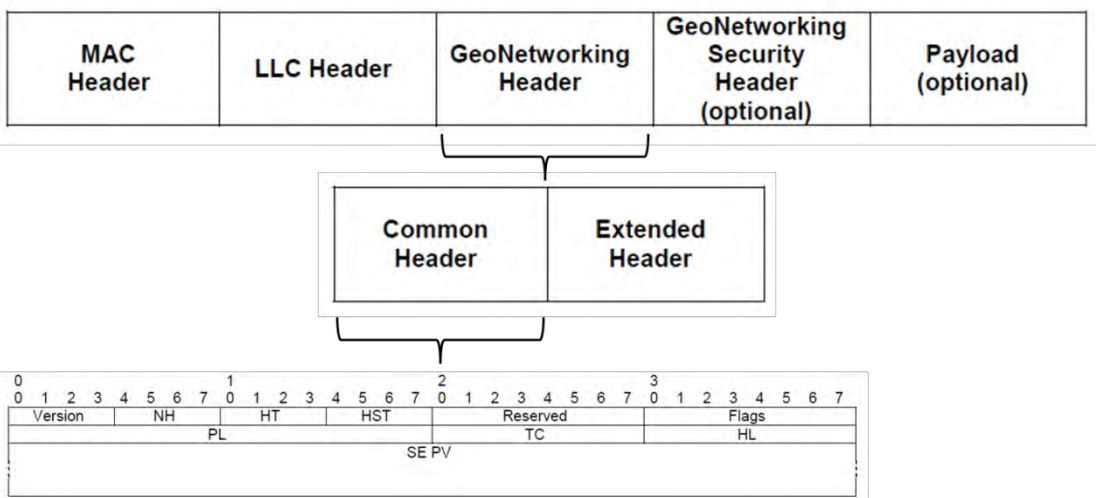 MAC
Header
LLC Header
GeoNetworking
Header
GeoNetworking
Security
Header
(optional)
Payload
(optional)
Common
Header
Extended
Header
0 1 2 3
0 1 2 3 4 5 6 7 0 1 2 3 4 5 6 7 0 1 2 3 4 5 6 7 0 1 2 3 4 5 6 7
Version NH HT HST Reserved Flags
PL TC HL
SE PV